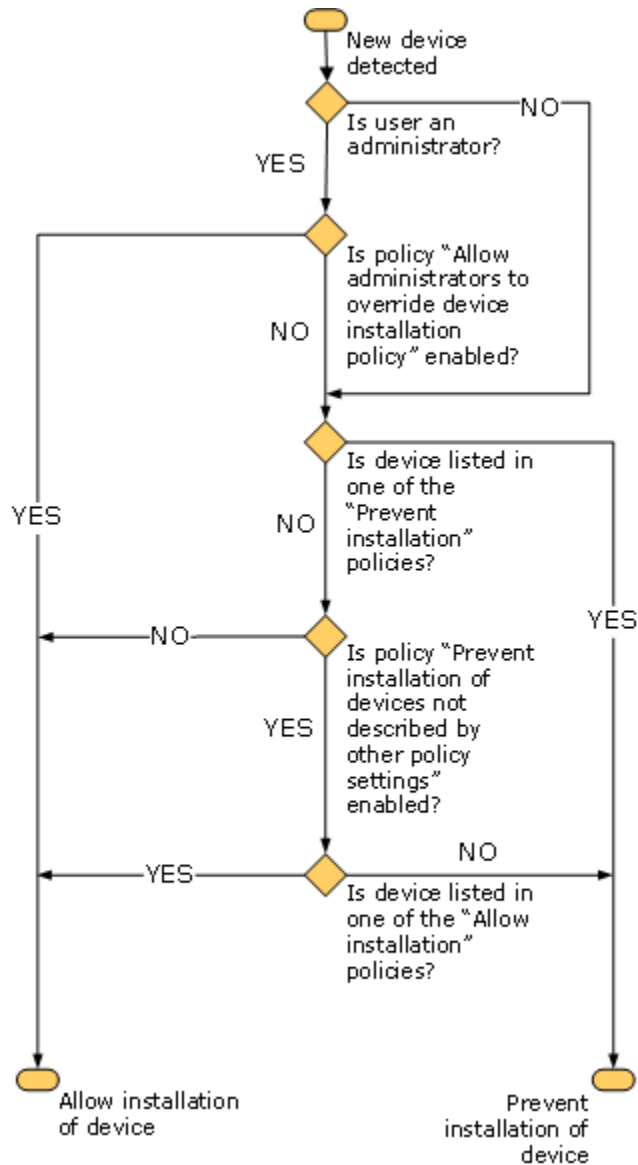 New device
detected
NO
Is user an
administrator?
YES
Is policy “Allow
administrators to
override device
installation
policy” enabled?
NO
Is device listed in
one of the
“Prevent
installation”
policies?
YES
NO
YES
NO
Is policy “Prevent
installation of
devices not
described by
other policy
settings”
enabled?
YES
NO
YES
Is device listed in
one of the “Allow
installation”
policies?
Allow installation
of device
Prevent
installation of
device